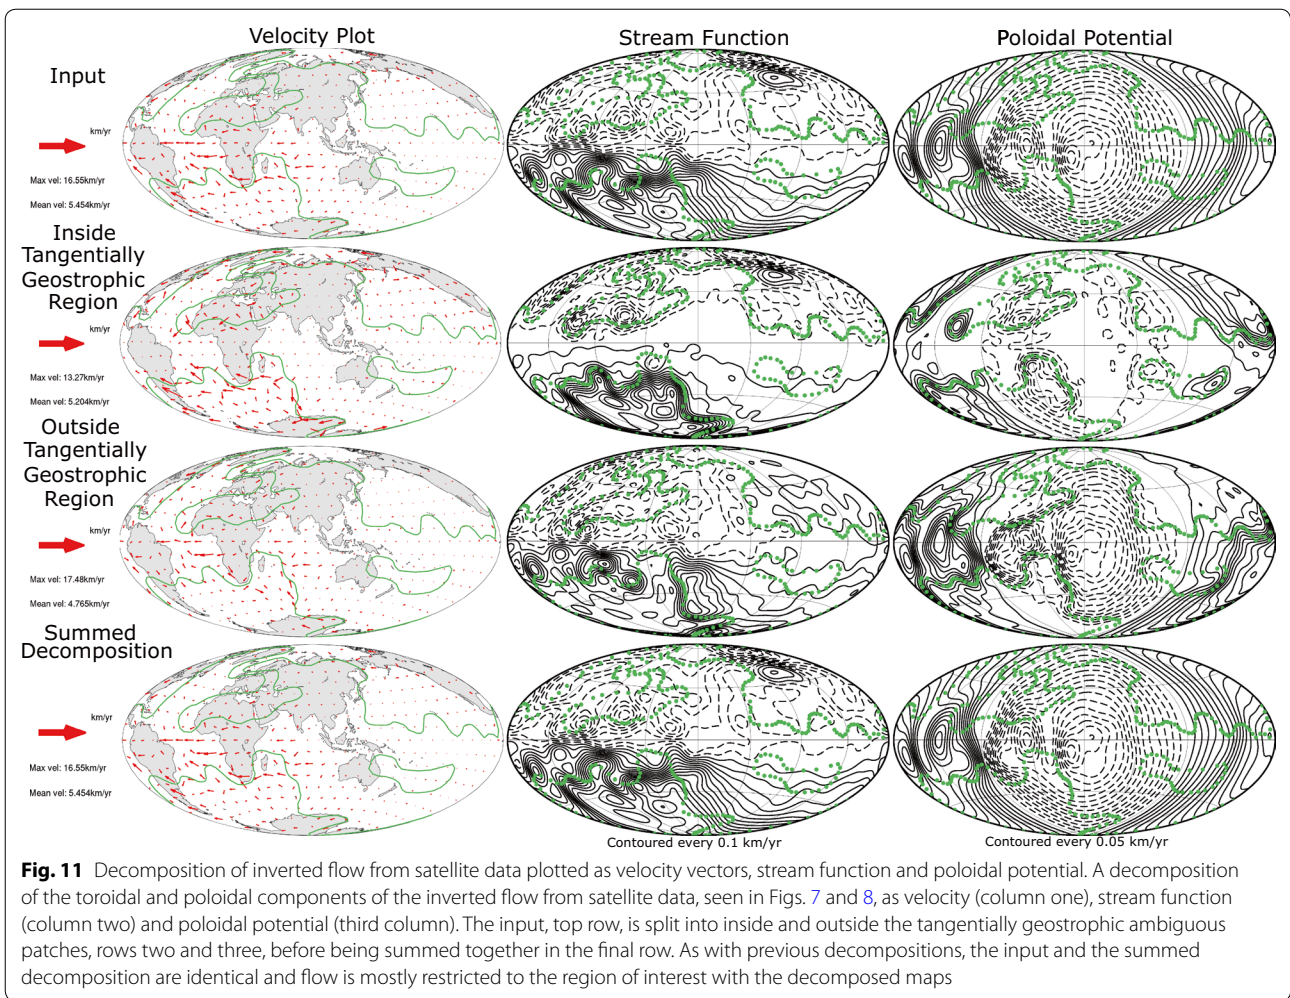 Velocity Plot
Stream Function
Poloidal Potential
Input
km/yr
Max vel: 16.55km/yr
Mean vel: 5.454km/yr
Inside
Tangentially
Geostrophic
Region
km/yr
Max vel: 13.27km/yr
Mean vel: 5.204km/yr
Outside
Tangentially
Geostrophic
Region
km/yr
Max vel: 17.48km/yr
Mean vel: 4.765km/yr
Summed
Decomposition
km/yr
Max vel: 16.55km/yr
Mean vel: 5.454km/yr
Contoured every 0.1 km/yr
Contoured every 0.05 km/yr
Fig. 11 Decomposition of inverted flow from satellite data plotted as velocity vectors, stream function and poloidal potential. A decomposition
of the toroidal and poloidal components of the inverted flow from satellite data, seen in Figs. 7 and 8, as velocity (column one), stream function
(column two) and poloidal potential (third column). The input, top row, is split into inside and outside the tangentially geostrophic ambiguous
patches, rows two and three, before being summed together in the final row. As with previous decompositions, the input and the summed
decomposition are identical and flow is mostly restricted to the region of interest with the decomposed maps